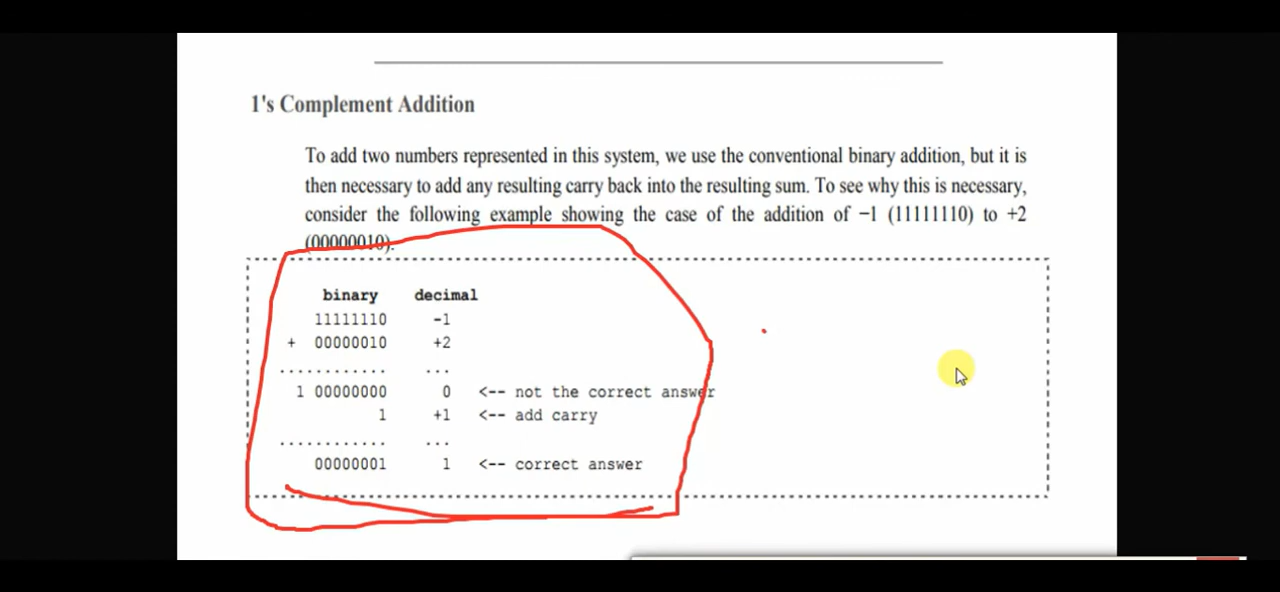 1's Complement Addition
To add two numbers represented in this system, we use the conventional binary addition, but it is
then necessary to add any resulting carry back into the resulting sum. To see why this is necessary,
consider the following example showing the case of the addition of −1 (11111110) to +2
(00000010).
binary decimal
11111110 -1
+ 00000010 +2
............ ...
1 00000000 0 <-- not the correct answer
1 +1 <-- add carry
............ ...
00000001 1 <-- correct answer